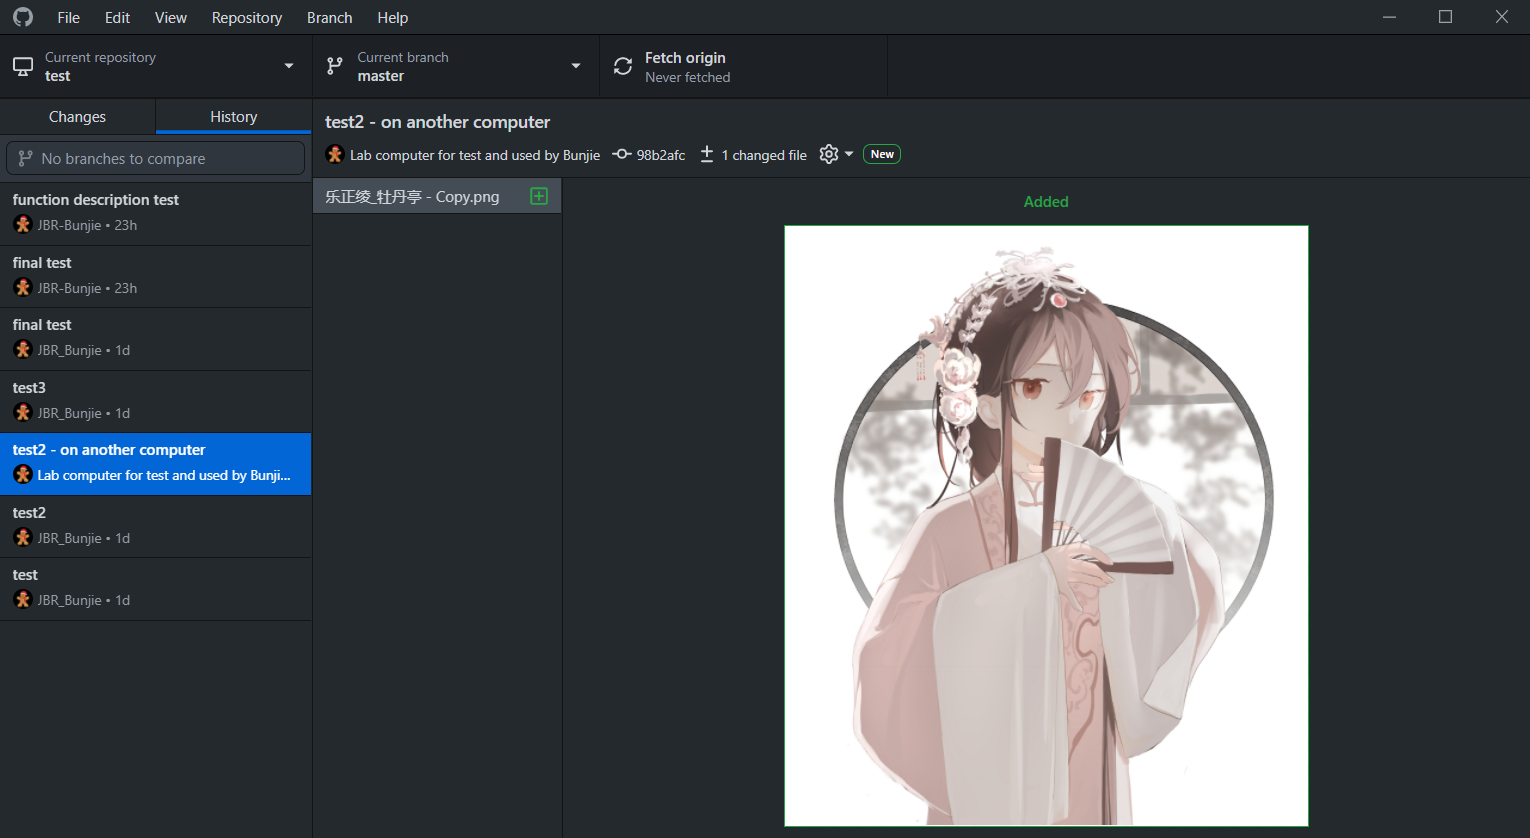 File Edit View Repository Branch Help
Current repository
test
Current branch
master
Fetch origin
Never fetched
Changes
History
No branches to compare
function description test
JBR-Bunjie • 23h
final test
JBR-Bunjie • 23h
final test
JBR_Bunjie • 1d
test3
JBR_Bunjie • 1d
test2 - on another computer
Lab computer for test and used by Bunji...
test2
JBR_Bunjie • 1d
test
JBR_Bunjie • 1d
test2 - on another computer
Lab computer for test and used by Bunjie 98b2afc 1 changed file New
乐正绫_牡丹亭 - Copy.png
Added